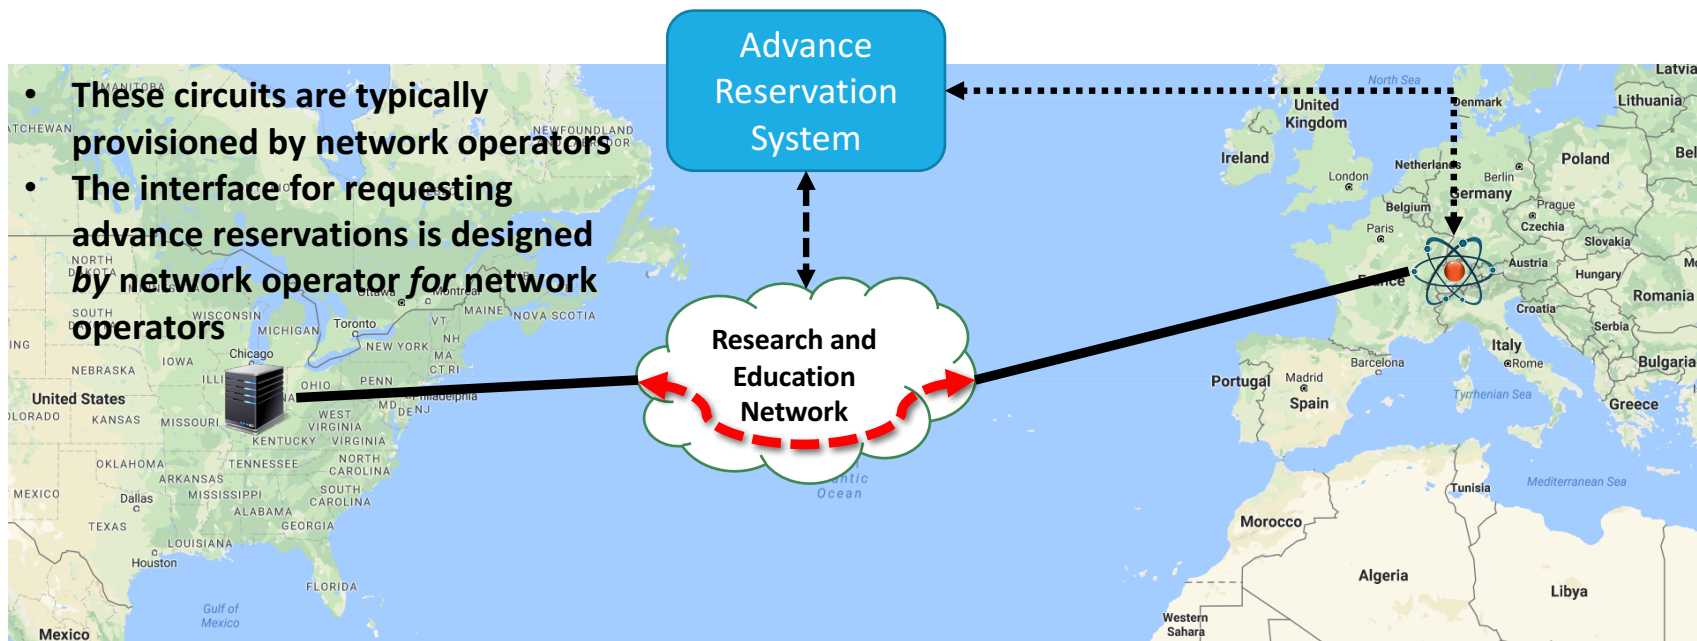 Advance
Reservation
System
• These circuits are typically
provisioned by network operators
• The interface for requesting
advance reservations is designed
by network operator for network
operators
Research and
Education
Network
MANITOBA
NEWFOUNDLAND
NORTH
SOUTH
WISCONSIN
MICHIGAN
Ottawa
Montreal
Toronto
VT
NH
MAINE
NOVA SCOTIA
NB
ING
NEBRASKA
IOWA
Chicago
NEW YORK
MA
CT RI
OHIO
PENN
Philadelphia
MD
DE
NJ
United States
KANSAS
MISSOURI
WEST
VIRGINIA
KENTUCKY
VIRGINIA
OKLAHOMA
TENNESSEE
NORTH
CAROLINA
ARKANSAS
MISSISSIPPI
SOUTH
CAROLINA
MEXICO
Dallas
ALABAMA
GEORGIA
TEXAS
LOUISIANA
Houston
FLORIDA
Gulf of
Mexico
Mexico
Ocean
North Sea
Latvia
United
Kingdom
Denmark
Lithuania
Ireland
Netherlands
London
Berlin
Poland
Bel
Belgium
Germany
Prague
Czechia
Paris
Slovakia
Austria
Hungary
France
Romania
Croatia
Serbia
Italy
Rome
Bulgaria
Barcelona
Portugal
Madrid
Spain
Tyrrhenian Sea
Greece
Tunisia
Mediterranean Sea
Morocco
Algeria
Libya
Western
Sahara